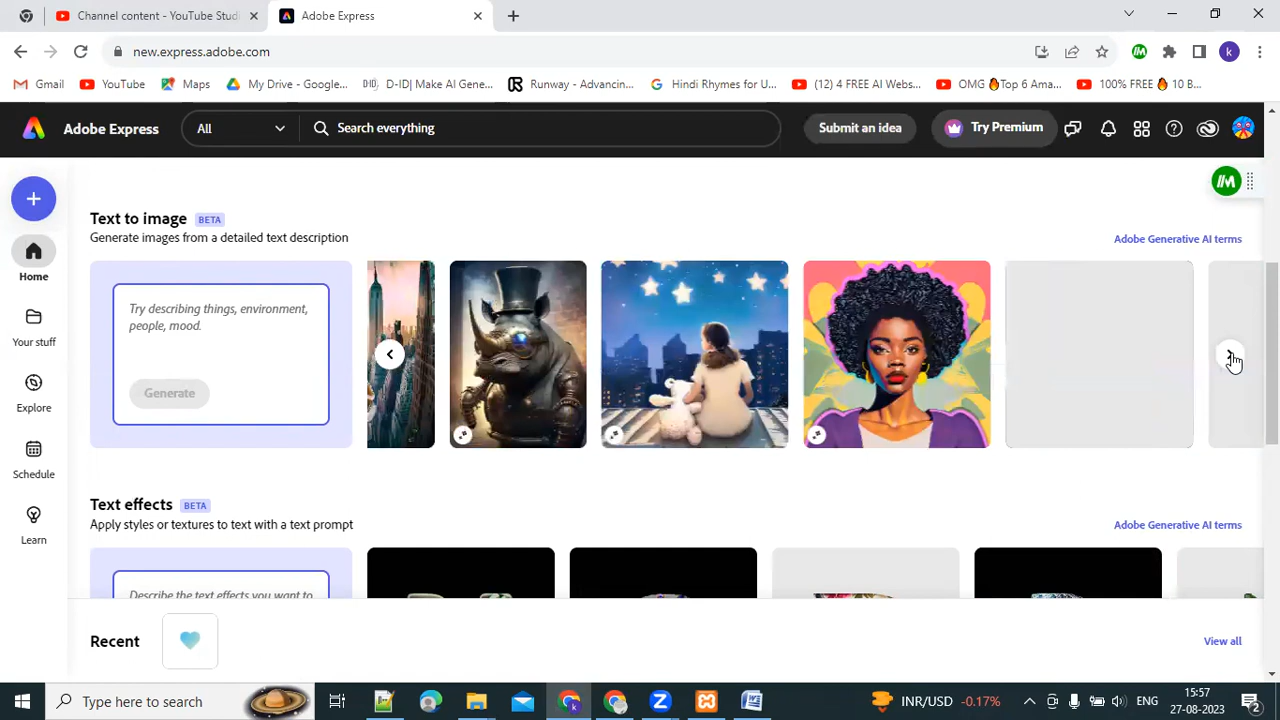 Channel content - YouTube Studi
Adobe Express
new.express.adobe.com
Gmail
YouTube
Maps
My Drive - Google...
D-ID| Make AI Gene...
Runway - Advancin...
Hindi Rhymes for U...
(12) 4 FREE AI Webs...
OMG 🔥Top 6 Ama...
100% FREE 🔥 10 B...
Adobe Express
All
Search everything
Submit an idea
Try Premium
Home
Your stuff
Explore
Schedule
Learn
Text to image BETA
Generate images from a detailed text description
Adobe Generative AI terms
Try describing things, environment,
people, mood.
Generate
Text effects BETA
Apply styles or textures to text with a text prompt
Adobe Generative AI terms
Describe the text effects you want to
Recent
View all
Type here to search
INR/USD -0.17%
ENG
15:57
27-08-2023
2